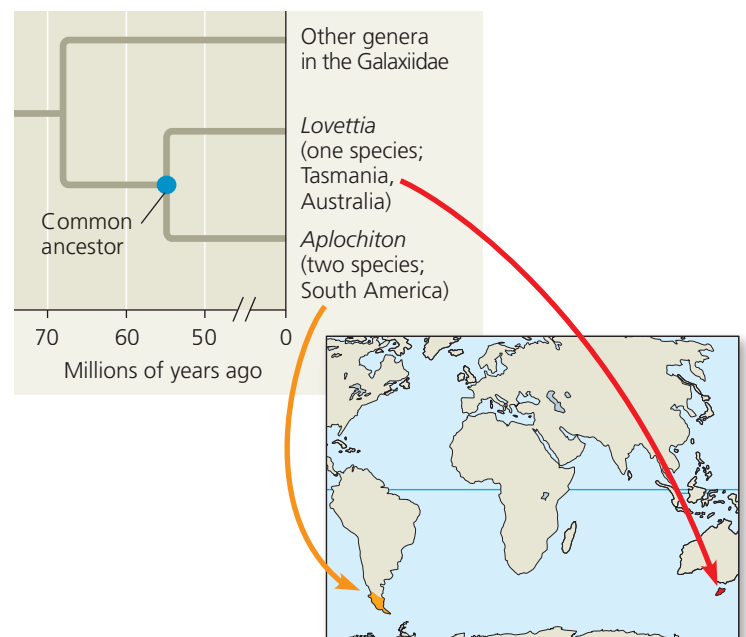 Other genera
in the Galaxiidae
Lovettia
(one species;
Tasmania,
Australia)
Common
ancestor
Aplochiton
(two species;
South America)
70 60 50 0
Millions of years ago